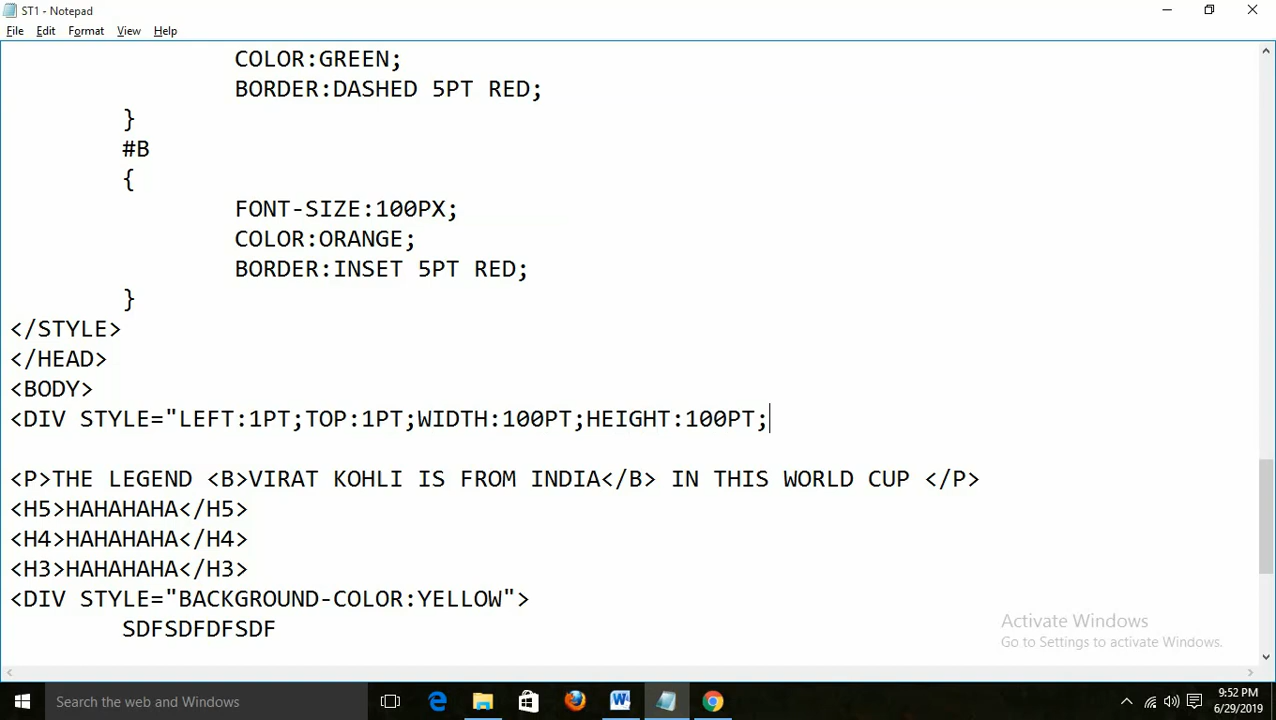 ST1 - Notepad
File Edit Format View Help
COLOR:GREEN;
BORDER:DASHED 5PT RED;
}
#B
{
FONT-SIZE:100PX;
COLOR:ORANGE;
BORDER:INSET 5PT RED;
}
</STYLE>
</HEAD>
<BODY>
<DIV STYLE="LEFT:1PT;TOP:1PT;WIDTH:100PT;HEIGHT:100PT;
<P>THE LEGEND <B>VIRAT KOHLI IS FROM INDIA</B> IN THIS WORLD CUP </P>
<H5>HAHAHAHA</H5>
<H4>HAHAHAHA</H4>
<H3>HAHAHAHA</H3>
<DIV STYLE="BACKGROUND-COLOR:YELLOW">
SDFSDFDFSDF
Activate Windows
Go to Settings to activate Windows.
Search the web and Windows
9:52 PM
6/29/2019